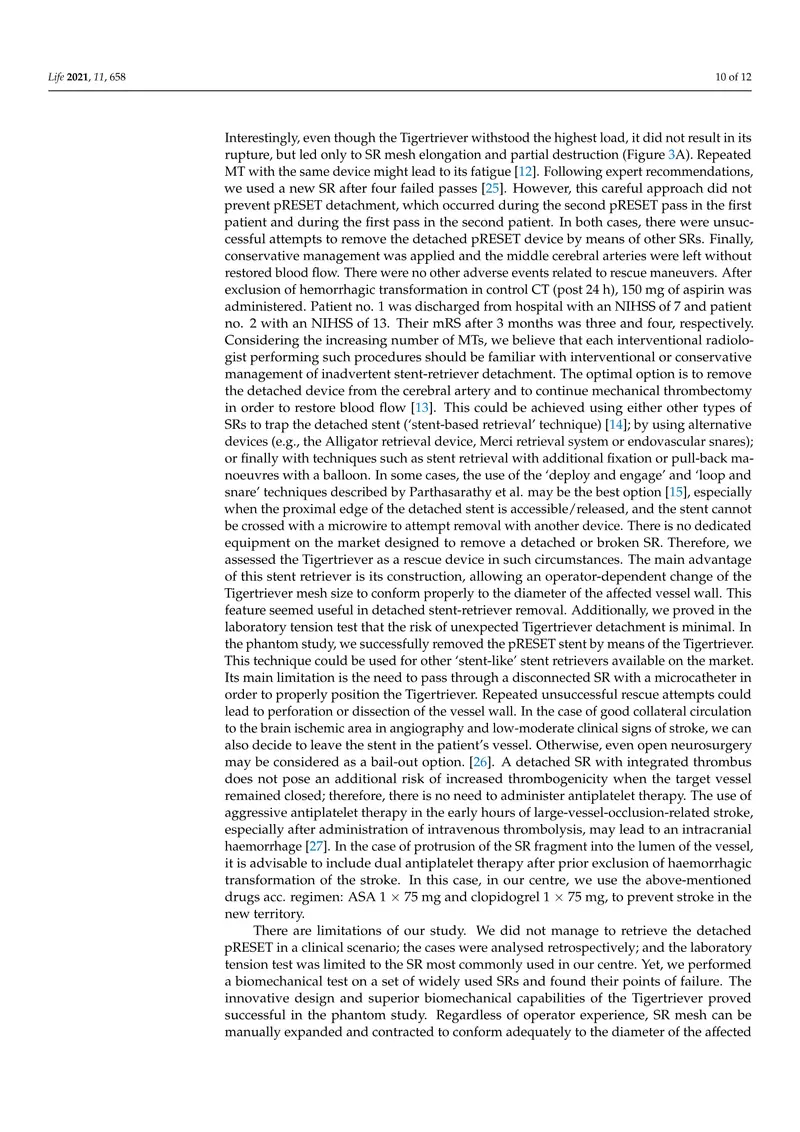 Life 2021, 11, 658
10 of 12
Interestingly, even though the Tigertriever withstood the highest load, it did not result in its
rupture, but led only to SR mesh elongation and partial destruction (Figure 3A). Repeated
MT with the same device might lead to its fatigue [12]. Following expert recommendations,
we used a new SR after four failed passes [25]. However, this careful approach did not
prevent pRESET detachment, which occurred during the second pRESET pass in the first
patient and during the first pass in the second patient. In both cases, there were unsuc-
cessful attempts to remove the detached pRESET device by means of other SRs. Finally,
conservative management was applied and the middle cerebral arteries were left without
restored blood flow. There were no other adverse events related to rescue maneuvers. After
exclusion of hemorrhagic transformation in control CT (post 24 h), 150 mg of aspirin was
administered. Patient no. 1 was discharged from hospital with an NIHSS of 7 and patient
no. 2 with an NIHSS of 13. Their mRS after 3 months was three and four, respectively.
Considering the increasing number of MTs, we believe that each interventional radiolo-
gist performing such procedures should be familiar with interventional or conservative
management of inadvertent stent-retriever detachment. The optimal option is to remove
the detached device from the cerebral artery and to continue mechanical thrombectomy
in order to restore blood flow [13]. This could be achieved using either other types of
SRs to trap the detached stent (‘stent-based retrieval’ technique) [14]; by using alternative
devices (e.g., the Alligator retrieval device, Merci retrieval system or endovascular snares);
or finally with techniques such as stent retrieval with additional fixation or pull-back ma-
noeuvres with a balloon. In some cases, the use of the ‘deploy and engage’ and ‘loop and
snare’ techniques described by Parthasarathy et al. may be the best option [15], especially
when the proximal edge of the detached stent is accessible/released, and the stent cannot
be crossed with a microwire to attempt removal with another device. There is no dedicated
equipment on the market designed to remove a detached or broken SR. Therefore, we
assessed the Tigertriever as a rescue device in such circumstances. The main advantage
of this stent retriever is its construction, allowing an operator-dependent change of the
Tigertriever mesh size to conform properly to the diameter of the affected vessel wall. This
feature seemed useful in detached stent-retriever removal. Additionally, we proved in the
laboratory tension test that the risk of unexpected Tigertriever detachment is minimal. In
the phantom study, we successfully removed the pRESET stent by means of the Tigertriever.
This technique could be used for other ‘stent-like’ stent retrievers available on the market.
Its main limitation is the need to pass through a disconnected SR with a microcatheter in
order to properly position the Tigertriever. Repeated unsuccessful rescue attempts could
lead to perforation or dissection of the vessel wall. In the case of good collateral circulation
to the brain ischemic area in angiography and low-moderate clinical signs of stroke, we can
also decide to leave the stent in the patient’s vessel. Otherwise, even open neurosurgery
may be considered as a bail-out option. [26]. A detached SR with integrated thrombus
does not pose an additional risk of increased thrombogenicity when the target vessel
remained closed; therefore, there is no need to administer antiplatelet therapy. The use of
aggressive antiplatelet therapy in the early hours of large-vessel-occlusion-related stroke,
especially after administration of intravenous thrombolysis, may lead to an intracranial
haemorrhage [27]. In the case of protrusion of the SR fragment into the lumen of the vessel,
it is advisable to include dual antiplatelet therapy after prior exclusion of haemorrhagic
transformation of the stroke. In this case, in our centre, we use the above-mentioned
drugs acc. regimen: ASA 1 × 75 mg and clopidogrel 1 × 75 mg, to prevent stroke in the
new territory.
There are limitations of our study. We did not manage to retrieve the detached
pRESET in a clinical scenario; the cases were analysed retrospectively; and the laboratory
tension test was limited to the SR most commonly used in our centre. Yet, we performed
a biomechanical test on a set of widely used SRs and found their points of failure. The
innovative design and superior biomechanical capabilities of the Tigertriever proved
successful in the phantom study. Regardless of operator experience, SR mesh can be
manually expanded and contracted to conform adequately to the diameter of the affected